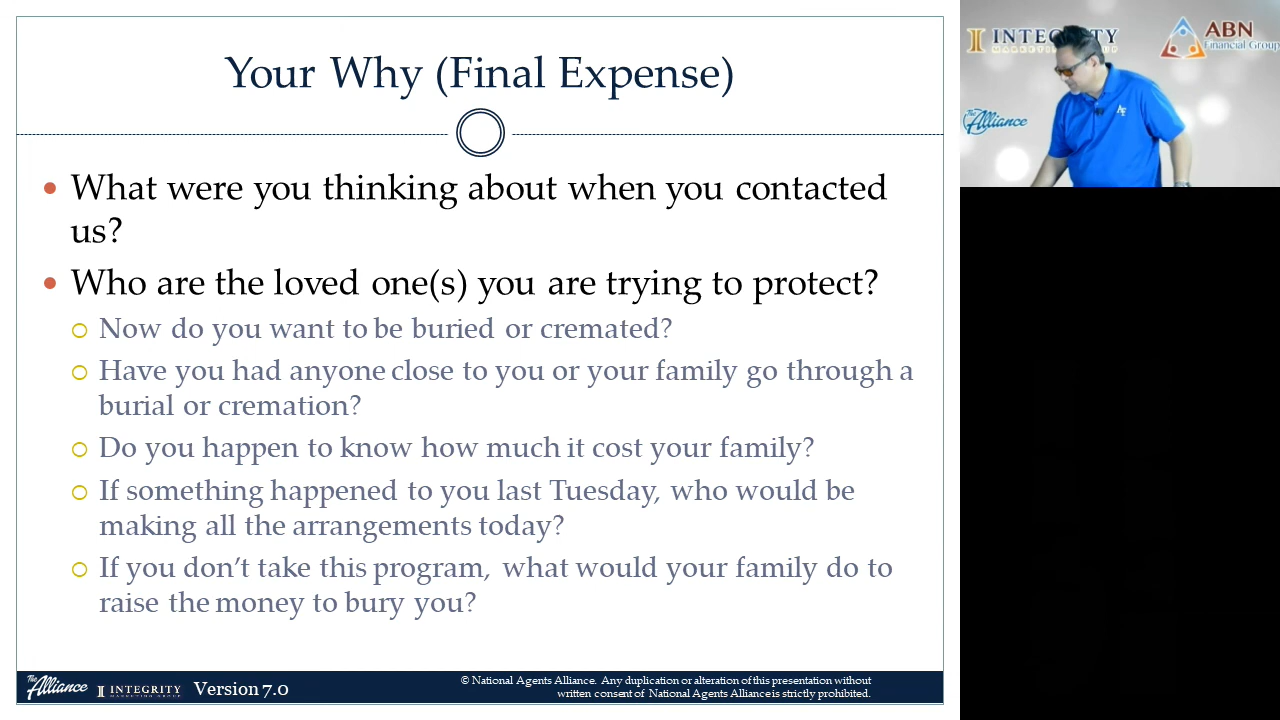 Your Why (Final Expense)
What were you thinking about when you contacted
us?
Who are the loved one(s) you are trying to protect?
Now do you want to be buried or cremated?
Have you had anyone close to you or your family go through a
burial or cremation?
Do you happen to know how much it cost your family?
If something happened to you last Tuesday, who would be
making all the arrangements today?
If you don't take this program, what would your family do to
raise the money to bury you?
The Alliance
INTEGRITY
MARKETING GROUP
Version 7.0
© National Agents Alliance. Any duplication or alteration of this presentation without
written consent of National Agents Alliance is strictly prohibited.
ABN
Financial Group
The Alliance